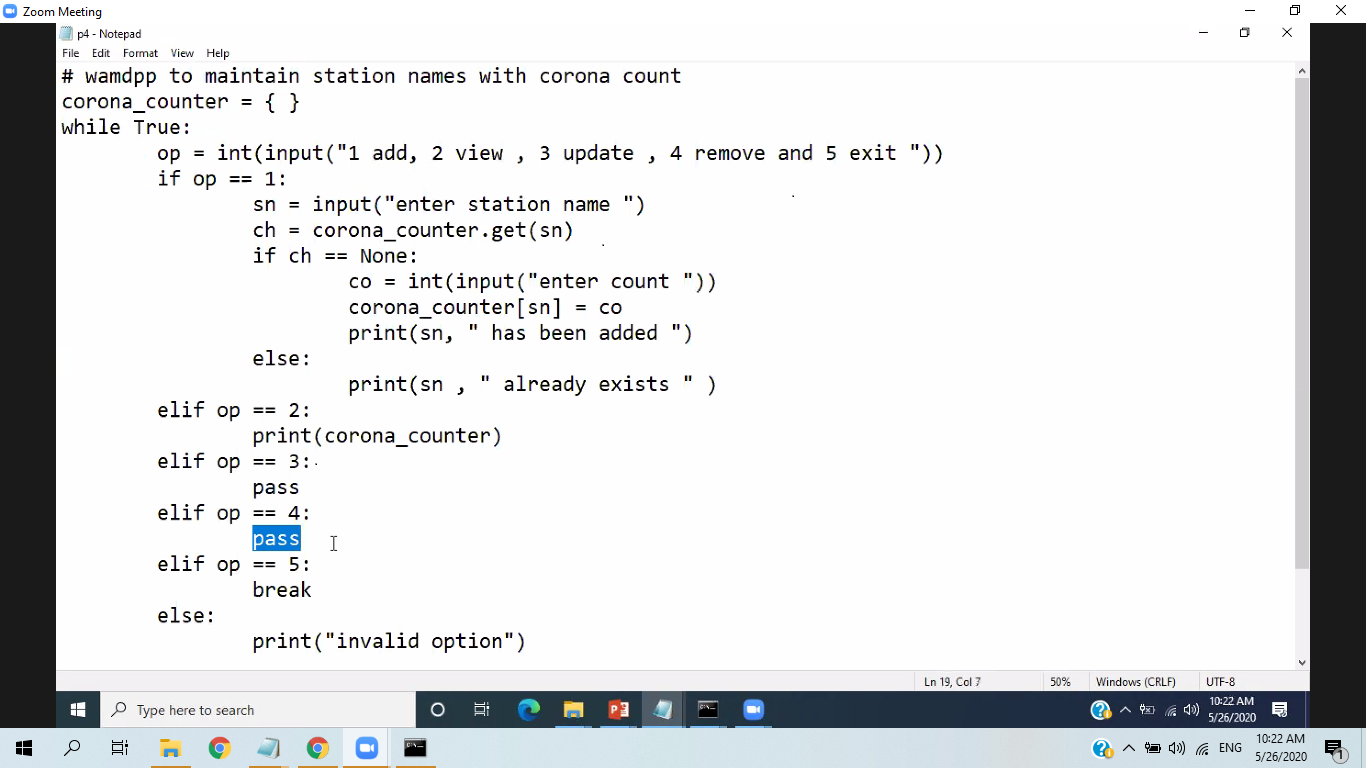 Zoom Meeting
p4 - Notepad
File Edit Format View Help
# wamdpp to maintain station names with corona count
corona_counter = { }
while True:
        op = int(input("1 add, 2 view , 3 update , 4 remove and 5 exit "))
        if op == 1:
                sn = input("enter station name ")
                ch = corona_counter.get(sn)
                if ch == None:
                        co = int(input("enter count "))
                        corona_counter[sn] = co
                        print(sn, " has been added ")
                else:
                        print(sn , " already exists " )
        elif op == 2:
                print(corona_counter)
        elif op == 3:
                pass
        elif op == 4:
                pass
        elif op == 5:
                break
        else:
                print("invalid option")
Ln 19, Col 7 50% Windows (CRLF) UTF-8
Type here to search
10:22 AM
5/26/2020
ENG
10:22 AM
5/26/2020
1